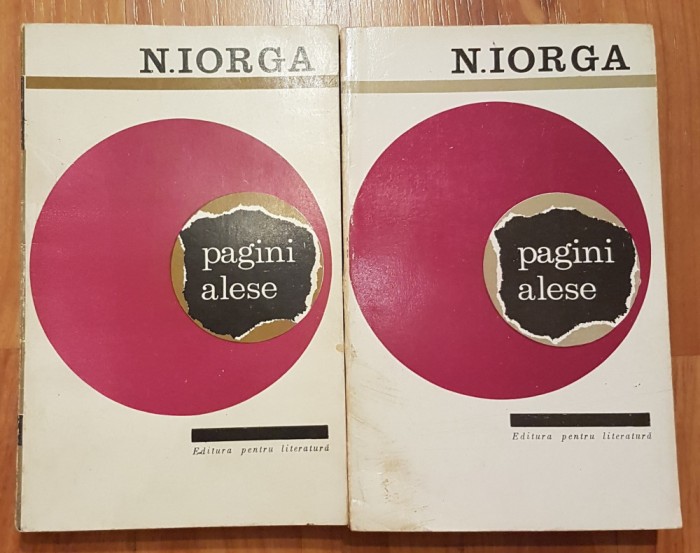 N.IORGA
pagini
alese
Editura pentru literatură
N.IORGA
pagini
alese
Editura pentru literatură